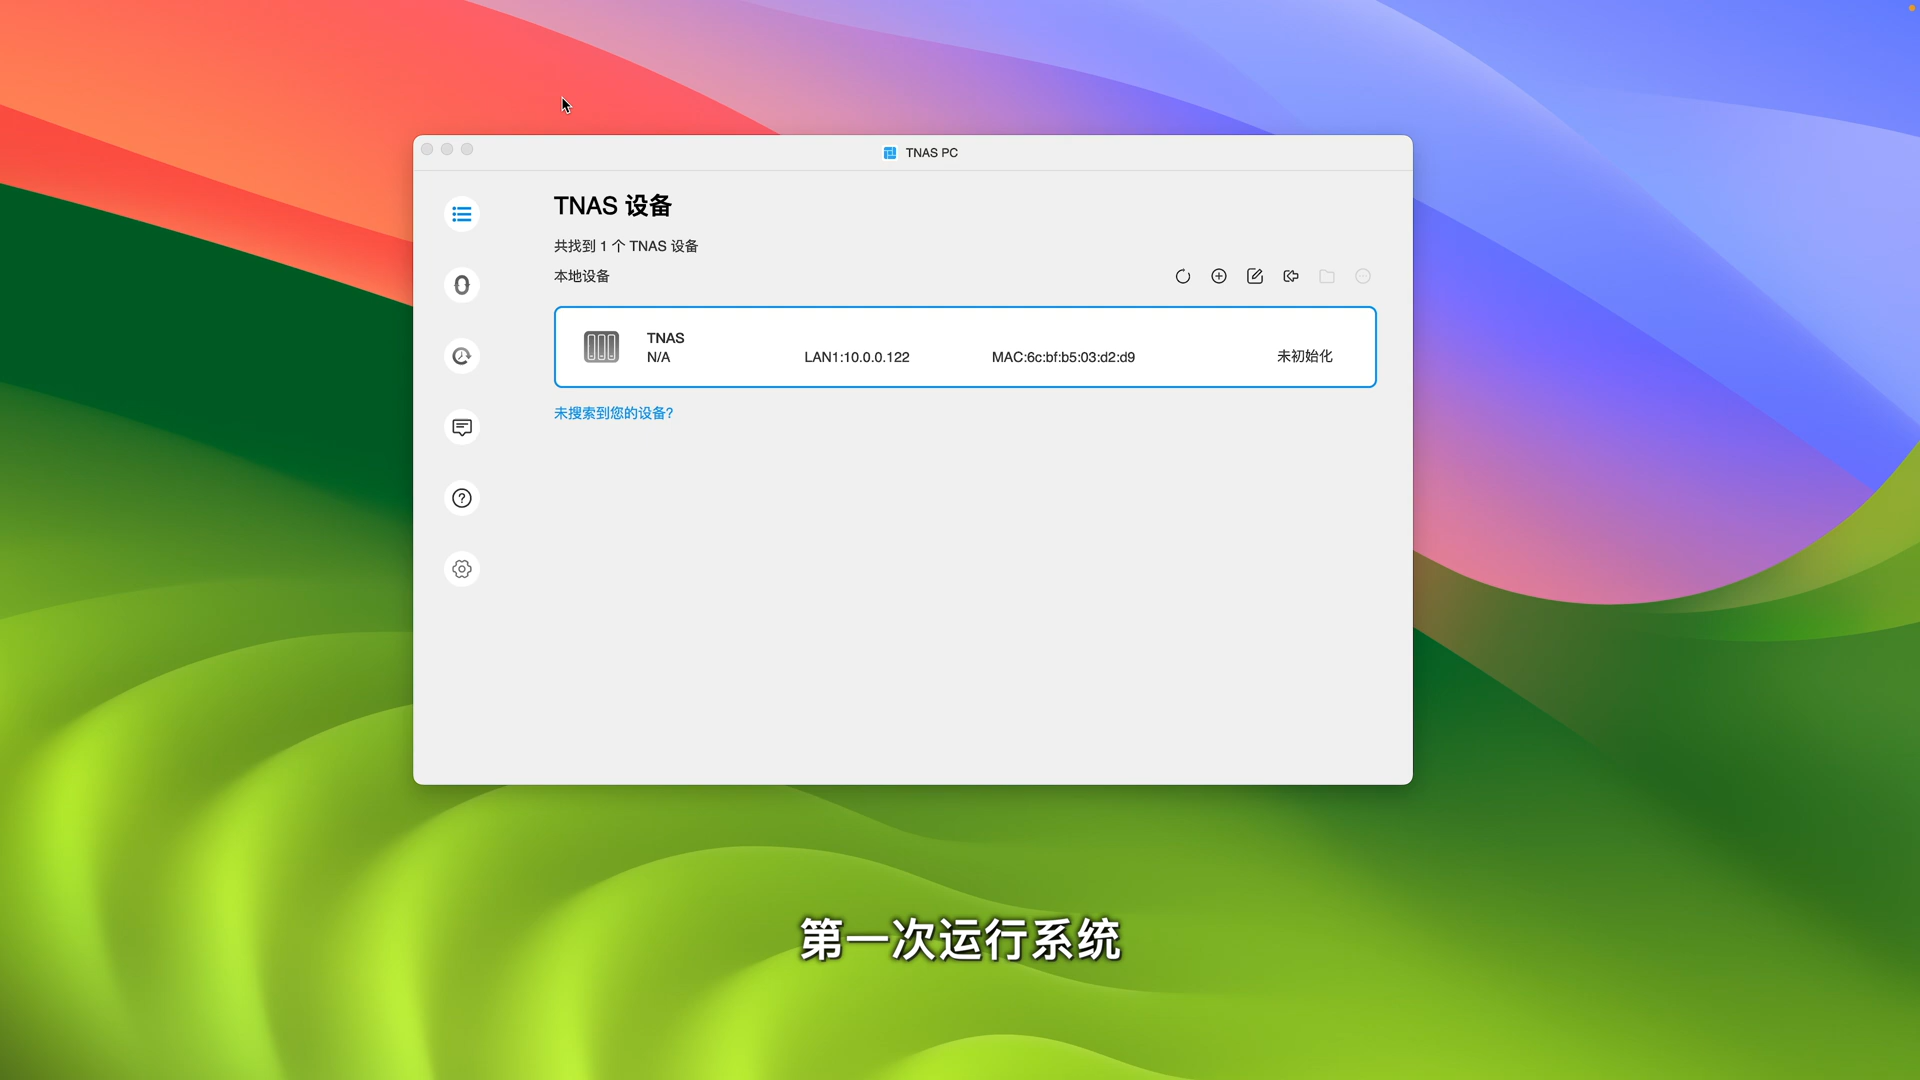 TNAS PC
TNAS 设备
共找到 1 个 TNAS 设备
本地设备
TNAS
N/A
LAN1:10.0.0.122
MAC:6c:bf:b5:03:d2:d9
未初始化
未搜索到您的设备?
第一次运行系统